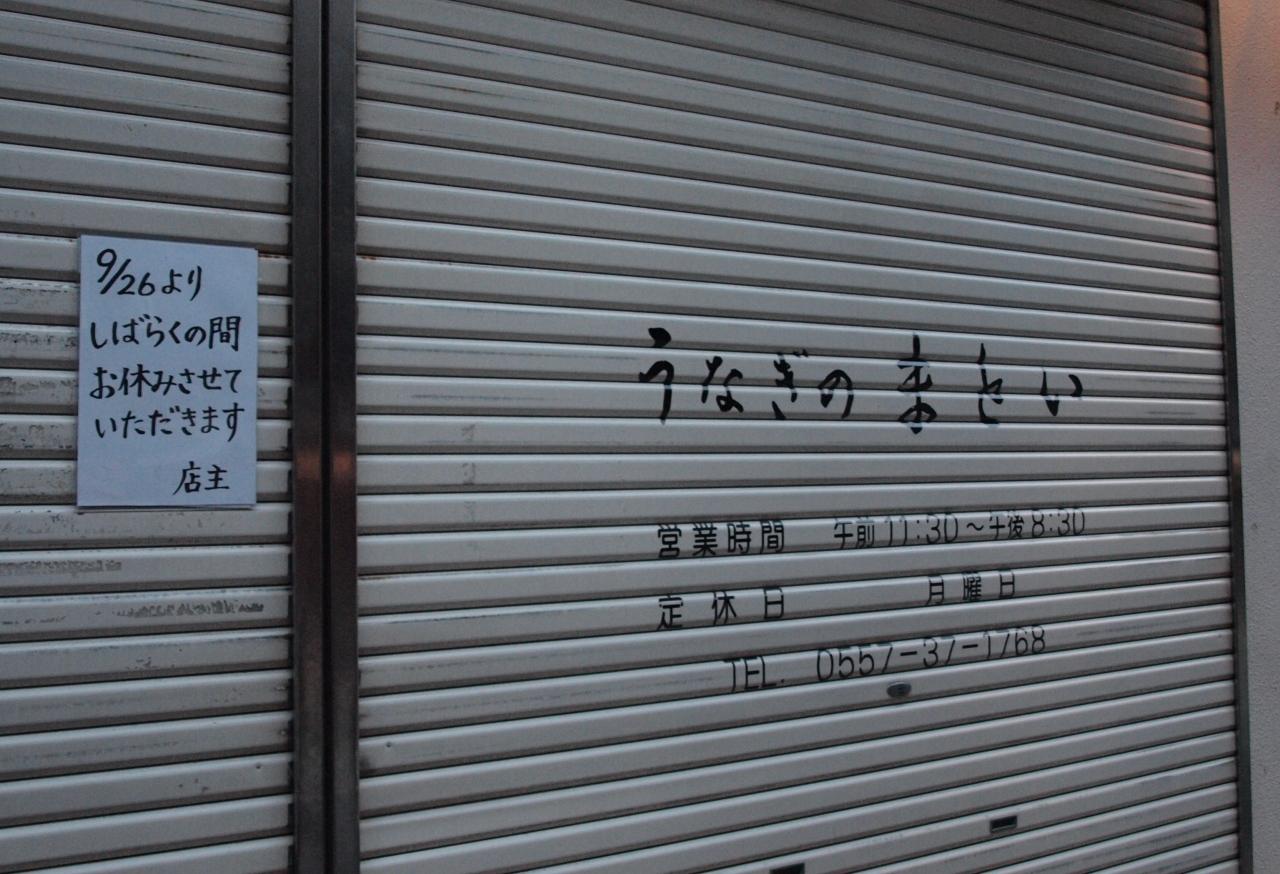 9/26より
しばらくの間
お休みさせて
いただきます
店主
うなぎの
営業時間 午前11:30～午後8:30
定休日 月曜日
TEL. 0557-37-1768